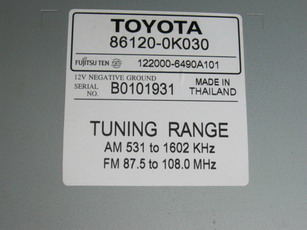 TOYOTA
86120-0K030
FUJITSU TEN 122000-6490A101
12V NEGATIVE GROUND
SERIAL NO. B0101931
MADE IN THAILAND
TUNING RANGE
AM 531 to 1602 KHz
FM 87.5 to 108.0 MHz